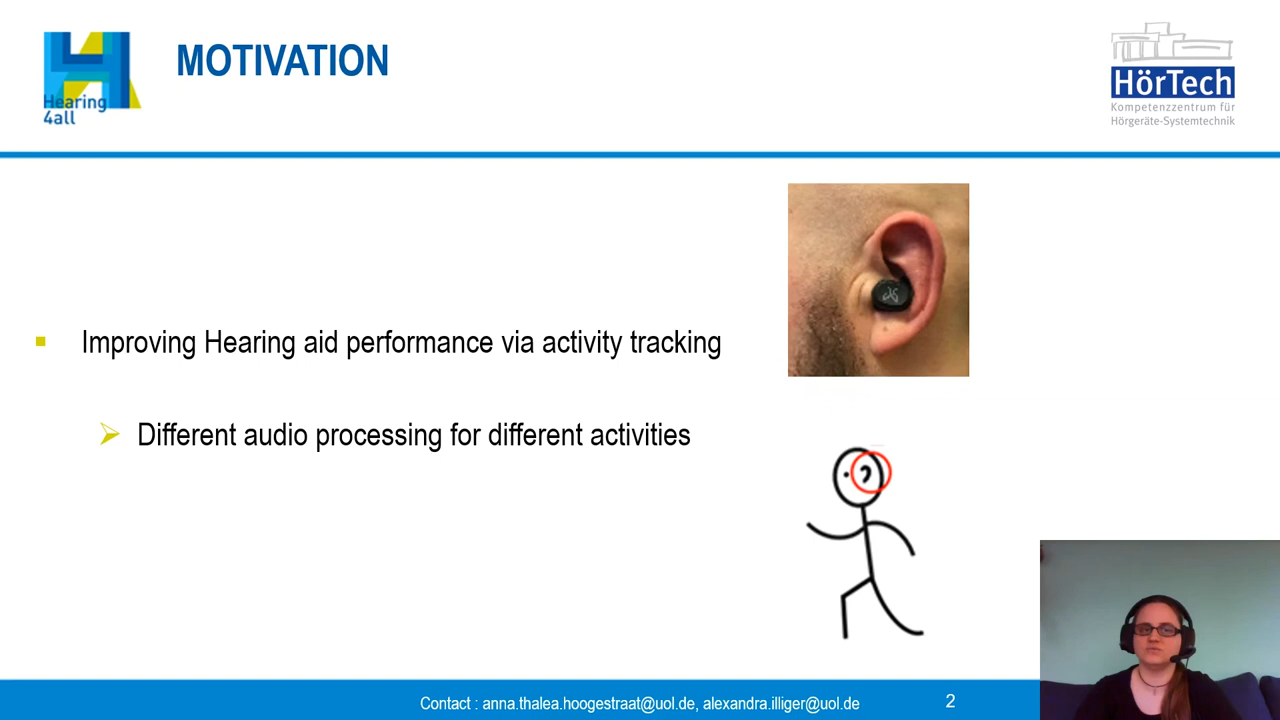 MOTIVATION
Hearing
4all
HörTech
Kompetenzzentrum für
Hörgeräte-Systemtechnik
Improving Hearing aid performance via activity tracking
Different audio processing for different activities
Contact : anna.thalea.hoogestraat@uol.de, alexandra.illiger@uol.de
2